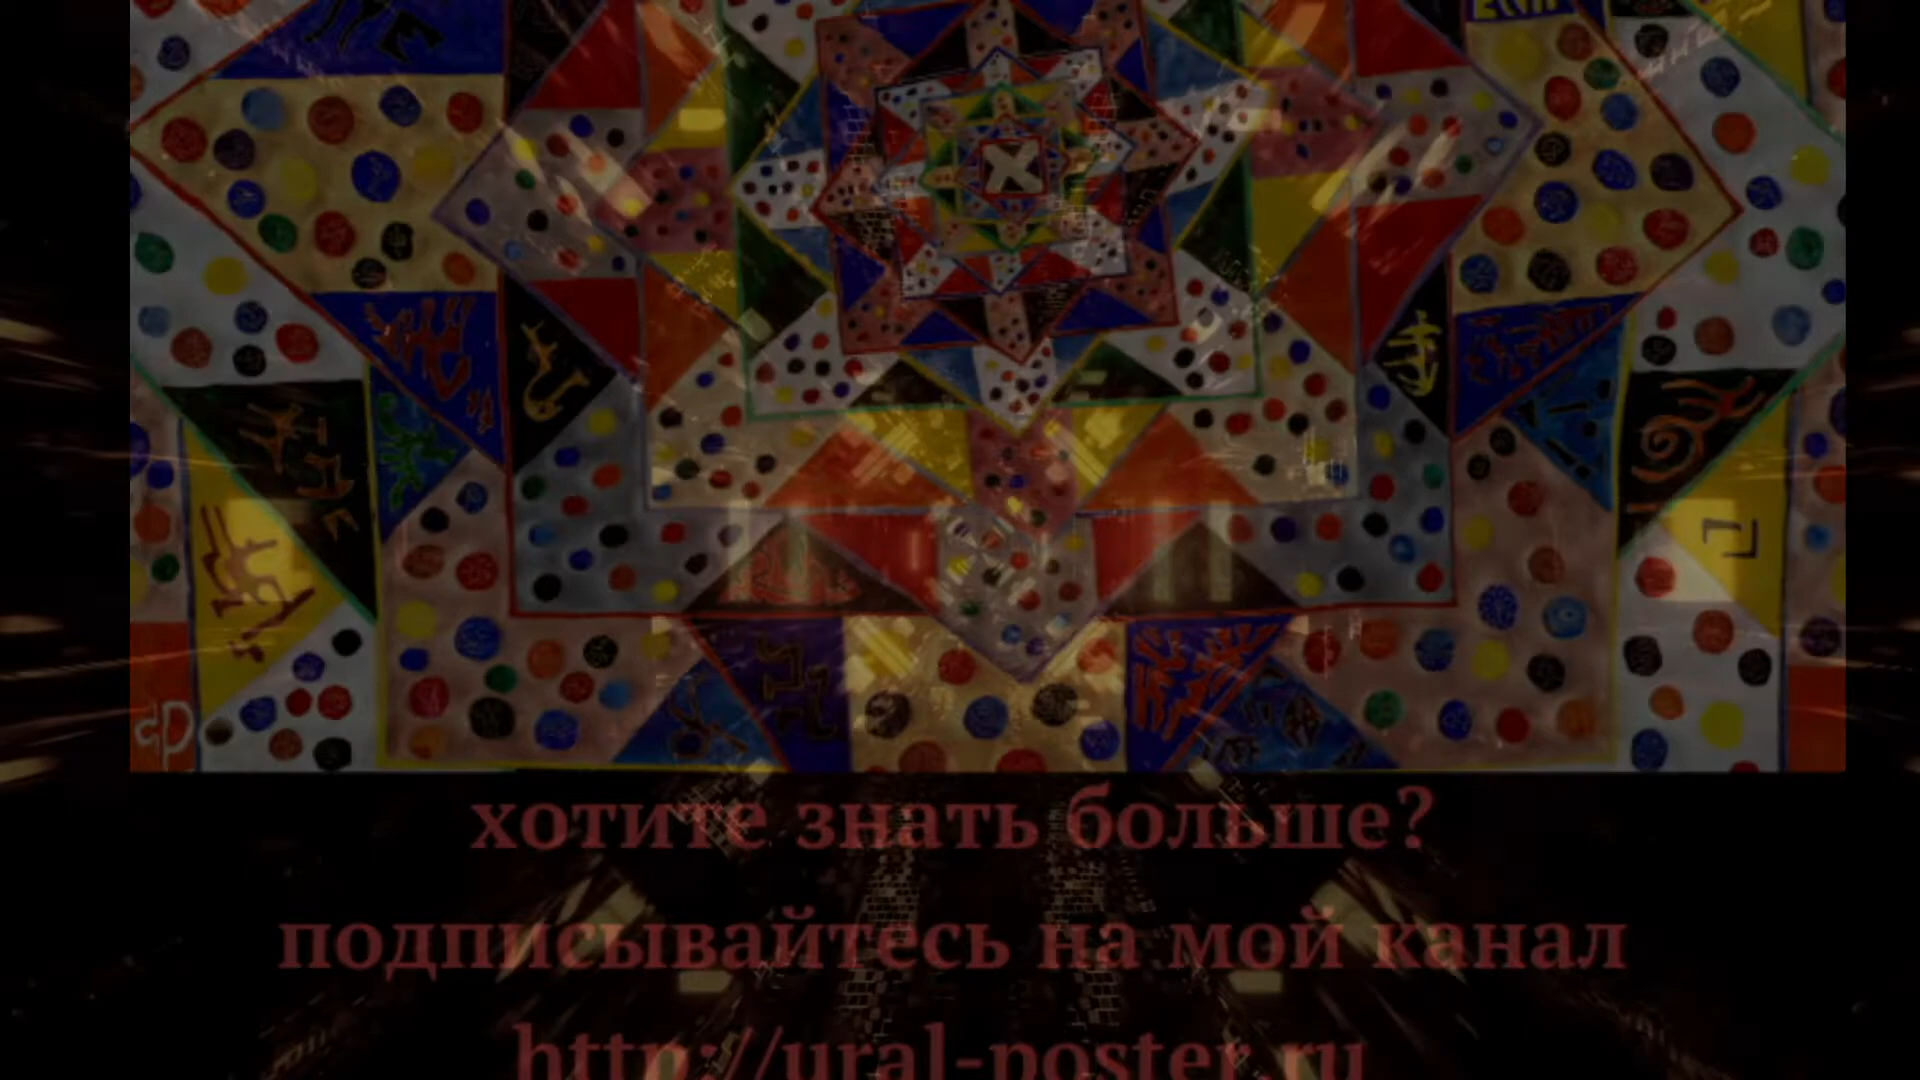 хотите знать больше?
подписывайтесь на мой канал
http://ural-poster.ru